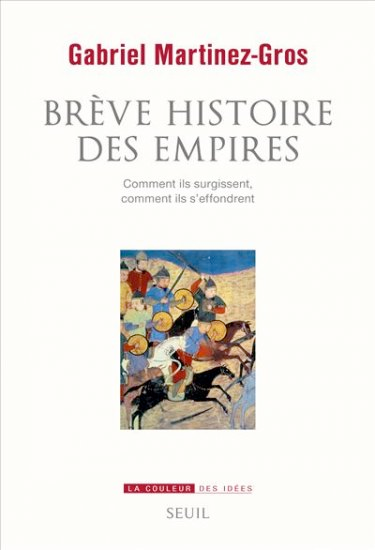 Gabriel Martinez-Gros
BRÈVE HISTOIRE
DES EMPIRES
Comment ils surgissent,
comment ils s'effondrent
LA COULEUR DES IDÉES
SEUIL